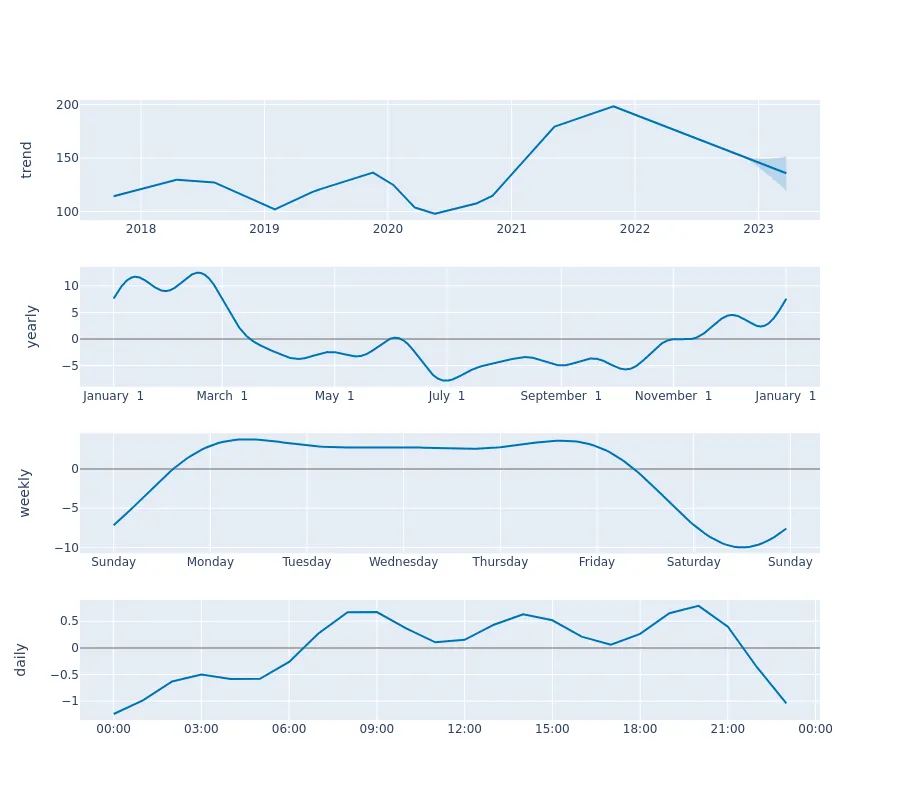 200
150
100
trend
2018 2019 2020 2021 2022 2023
10
5
0
−5
yearly
January 1 March 1 May 1 July 1 September 1 November 1 January 1
0
−5
−10
weekly
Sunday Monday Tuesday Wednesday Thursday Friday Saturday Sunday
0.5
0
−0.5
−1
daily
00:00 03:00 06:00 09:00 12:00 15:00 18:00 21:00 00:00